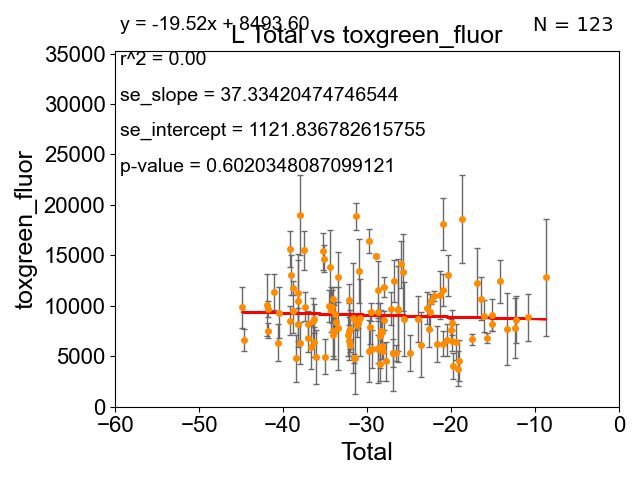 y = -19.52x + 8493.60
L Total vs toxgreen_fluor
N = 123
r^2 = 0.00
se_slope = 37.33420474746544
se_intercept = 1121.836782615755
p-value = 0.6020348087099121
35000
30000
25000
20000
15000
10000
5000
0
toxgreen_fluor
−60
−50
−40
−30
−20
−10
0
Total